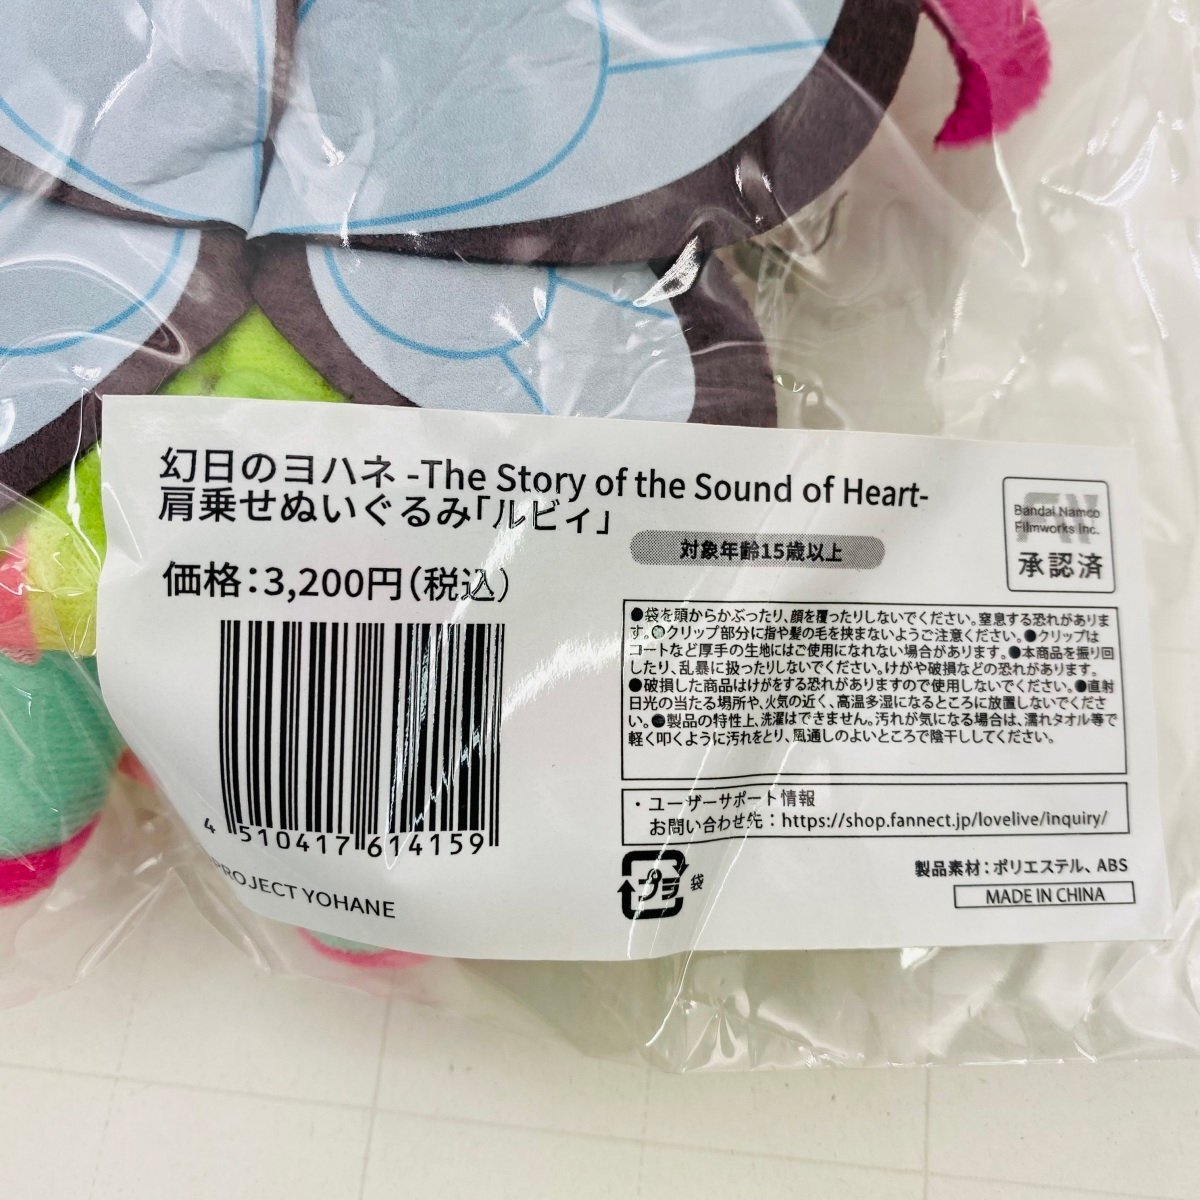 幻日のヨハネ -The Story of the Sound of Heart-
肩乗せぬいぐるみ「ルビィ」
対象年齢15歳以上
価格：3,200円（税込）
Bandai Namco
Filmworks Inc.
承認済
●袋を頭からかぶったり、顔を覆ったりしないでください。窒息する恐れがありま
す。●クリップ部分に指や髪の毛を挟まないようご注意ください。●クリップは
コートなど厚手の生地にはご使用になれない場合があります。●本商品を振り回
したり、乱暴に扱ったりしないでください。けがや破損などの恐れがあります。
●破損した商品はけがをする恐れがありますので使用しないでください。●直射
日光の当たる場所や、火気の近く、高温多湿になるところに放置しないでくださ
い。●製品の特性上、洗濯はできません。汚れが気になる場合は、濡れタオル等で
軽く叩くように汚れをとり、風通しのよいところで陰干ししてください。
・ユーザーサポート情報
お問い合わせ先：https://shop.fannect.jp/lovelive/inquiry/
4 510417 614159
PROJECT YOHANE
プラ 袋
製品素材：ポリエステル、ABS
MADE IN CHINA